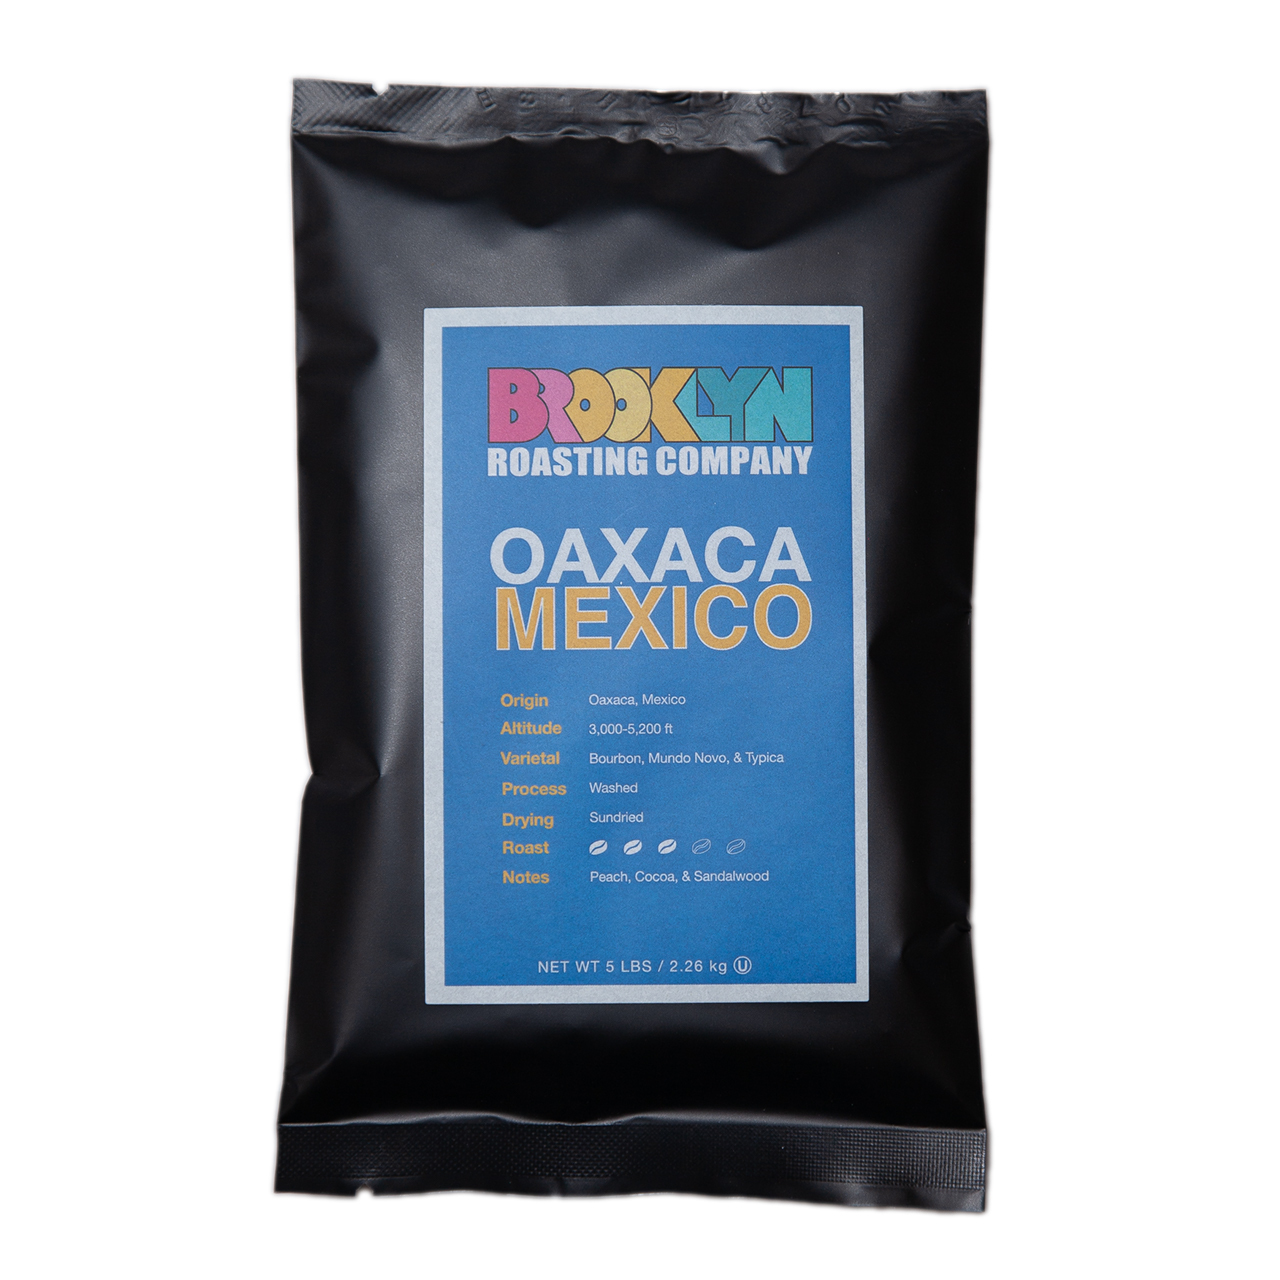 BROOKLYN
ROASTING COMPANY
OAXACA
MEXICO
Origin Oaxaca, Mexico
Altitude 3,000-5,200 ft
Varietal Bourbon, Mundo Novo, & Typica
Process Washed
Drying Sundried
Roast
Notes Peach, Cocoa, & Sandalwood
NET WT 5 LBS / 2.26 kg Ⓤ